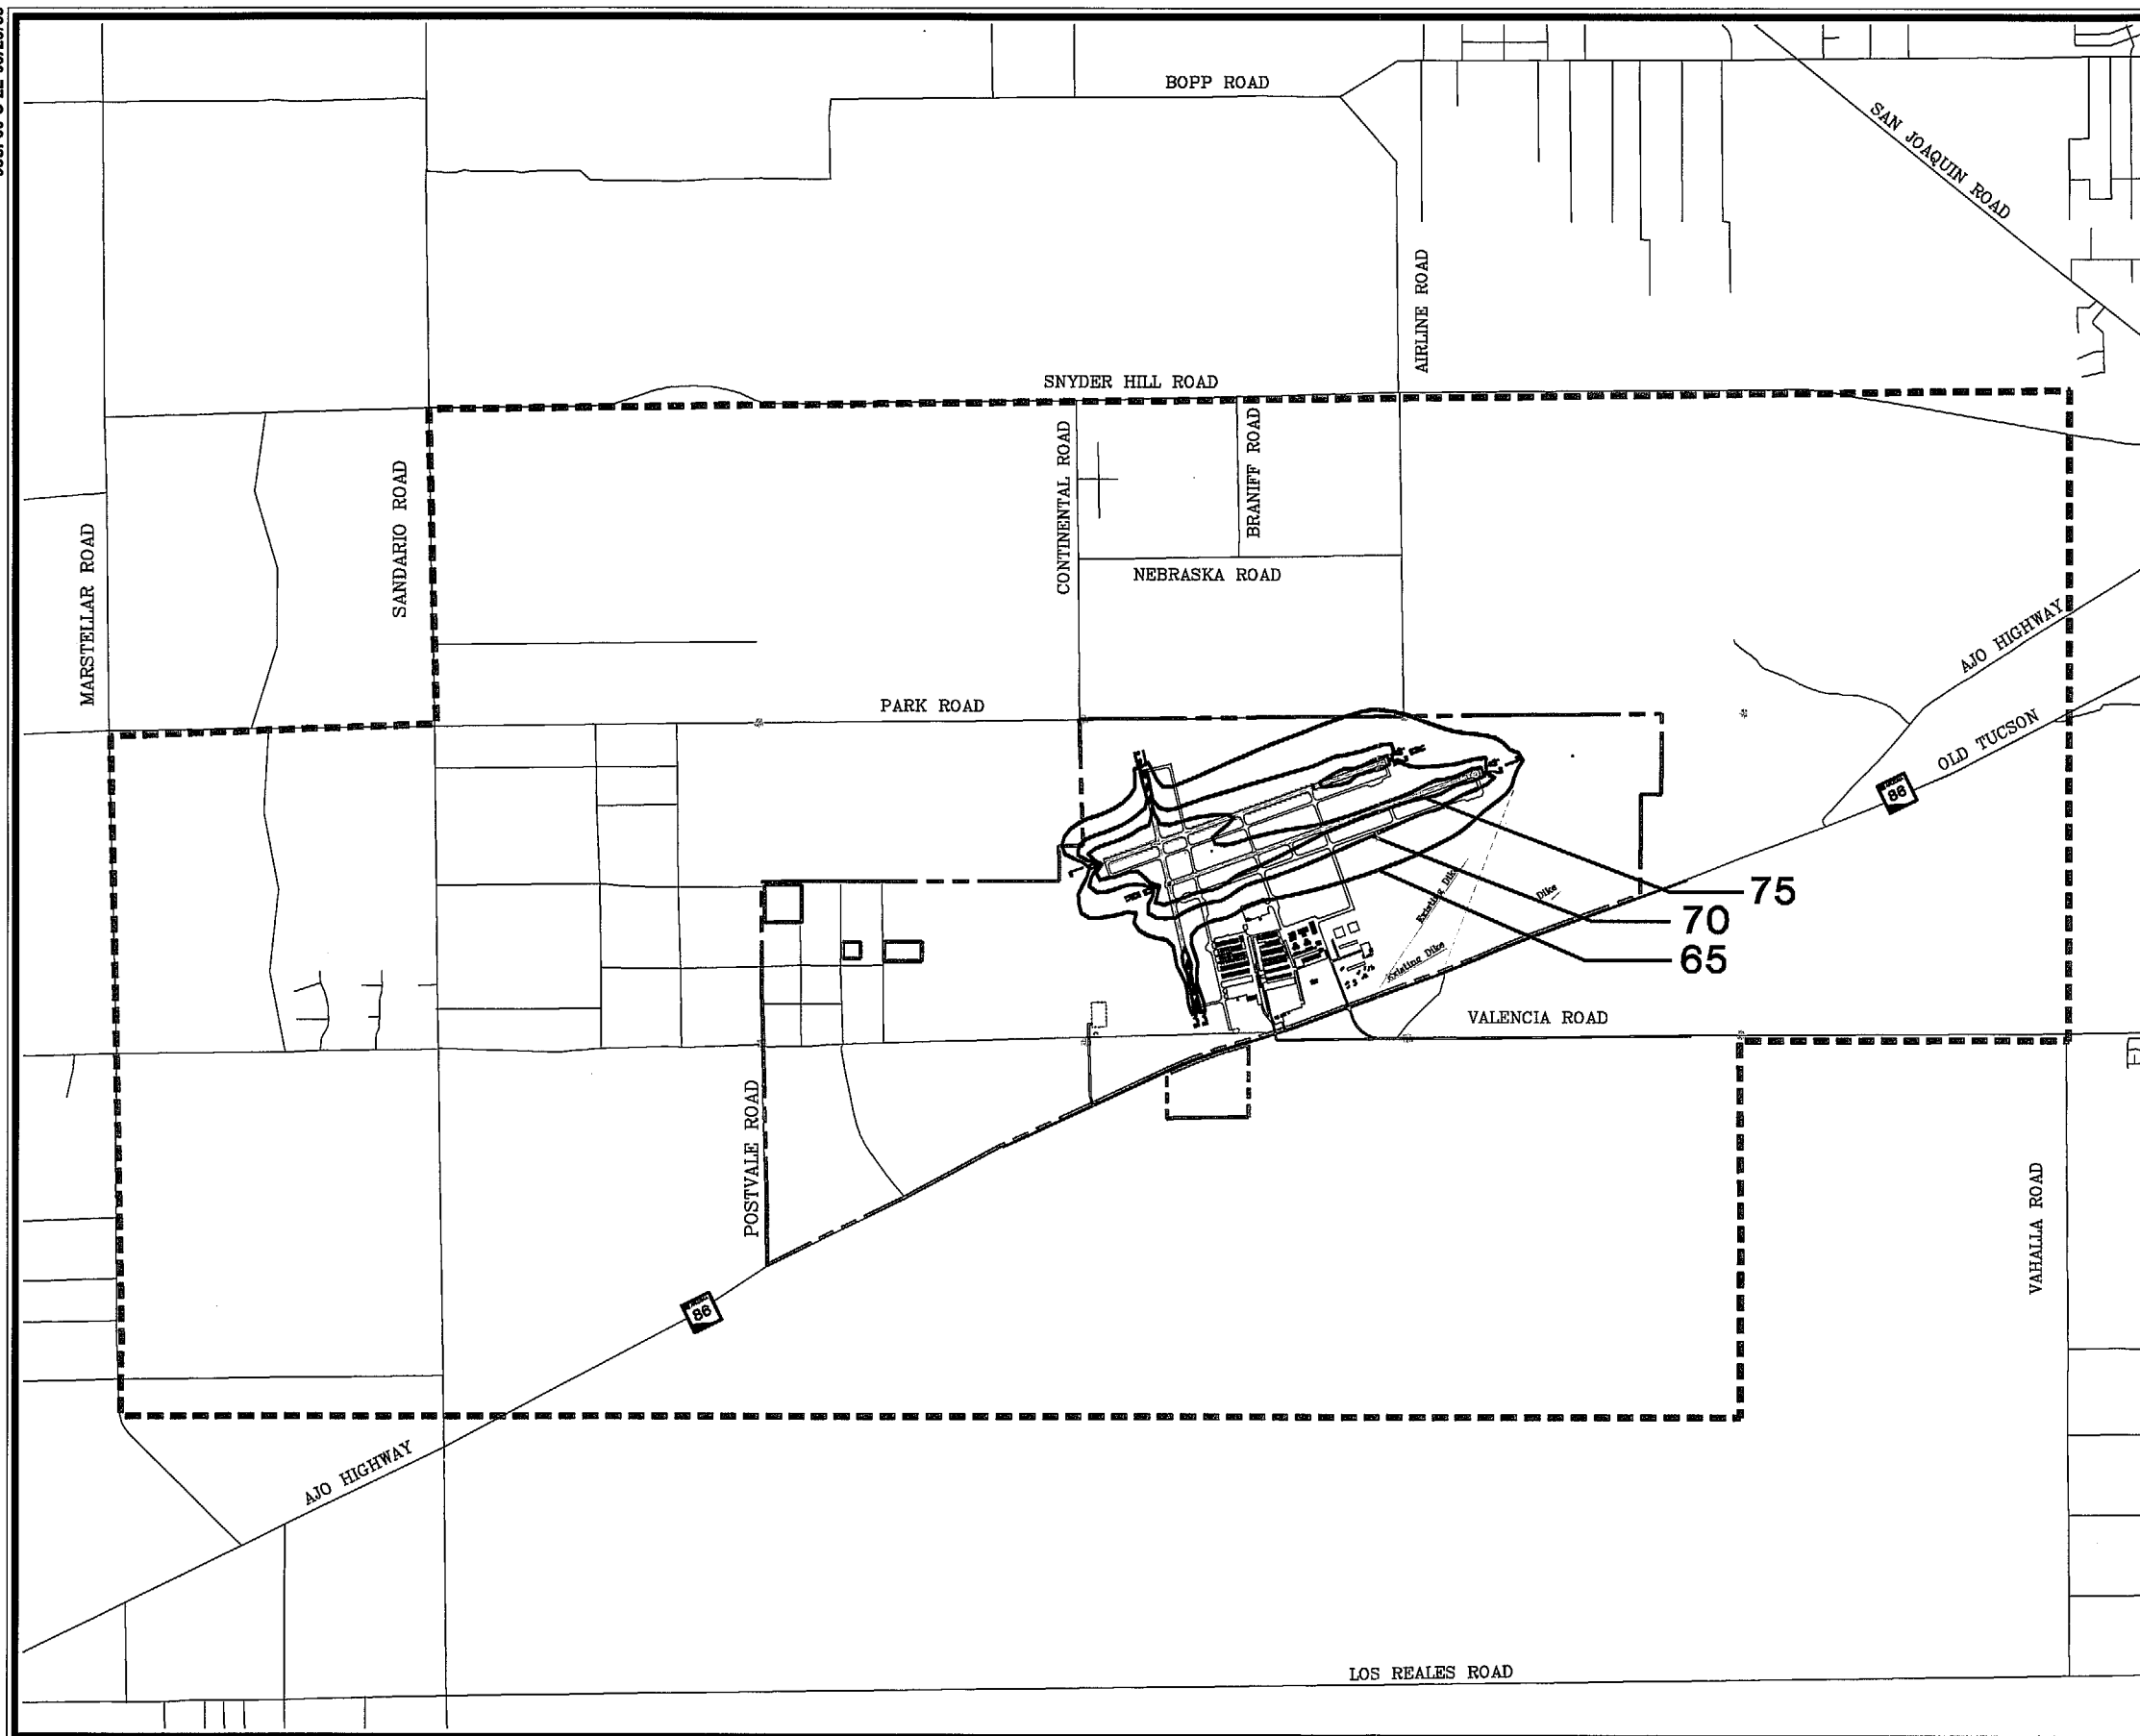 BOPP ROAD
SAN JOAQUIN ROAD
AIRLINE ROAD
SNYDER HILL ROAD
CONTINENTAL ROAD
BRANIFF ROAD
SANDARIO ROAD
MARSTELLAR ROAD
NEBRASKA ROAD
AJO HIGHWAY
PARK ROAD
OLD TUCSON
86
75
Existing Dike
Dike
70
65
Existing Dike
VALENCIA ROAD
POSTVALE ROAD
VAHALLA ROAD
86
AJO HIGHWAY
LOS REALES ROAD